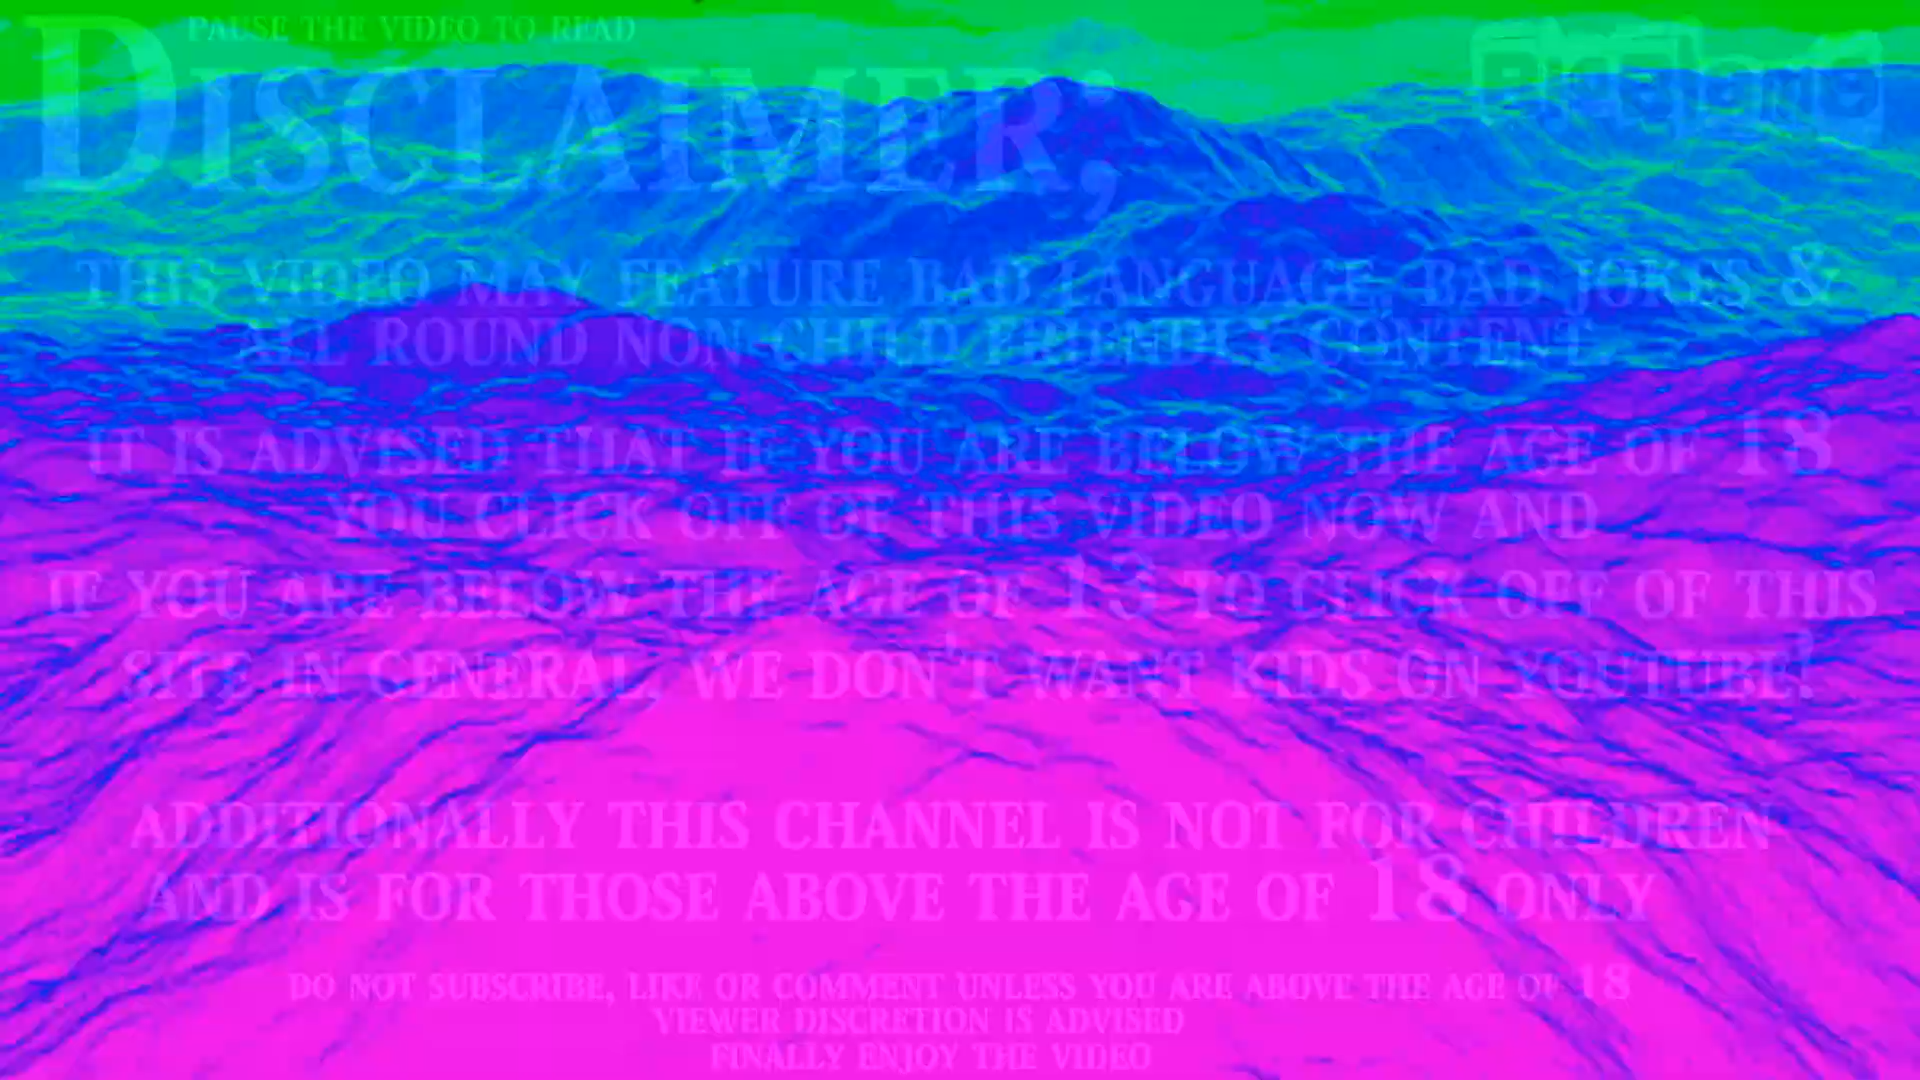 PAUSE THE VIDEO TO READ
DISCLAIMER;
THIS VIDEO MAY FEATURE BAD LANGUAGE, BAD JOKES &
ALL ROUND NON CHILD FRIENDLY CONTENT
IT IS ADVISED THAT IF YOU ARE BELOW THE AGE OF 18
YOU CLICK OFF OF THIS VIDEO NOW AND
IF YOU ARE BELOW THE AGE OF 13 TO CLICK OFF OF THIS
SITE IN GENERAL, WE DON'T WANT KIDS ON YOUTUBE!
ADDITIONALLY THIS CHANNEL IS NOT FOR CHILDREN
AND IS FOR THOSE ABOVE THE AGE OF 18 ONLY
DO NOT SUBSCRIBE, LIKE OR COMMENT UNLESS YOU ARE ABOVE THE AGE OF 18
VIEWER DISCRETION IS ADVISED
FINALLY ENJOY THE VIDEO